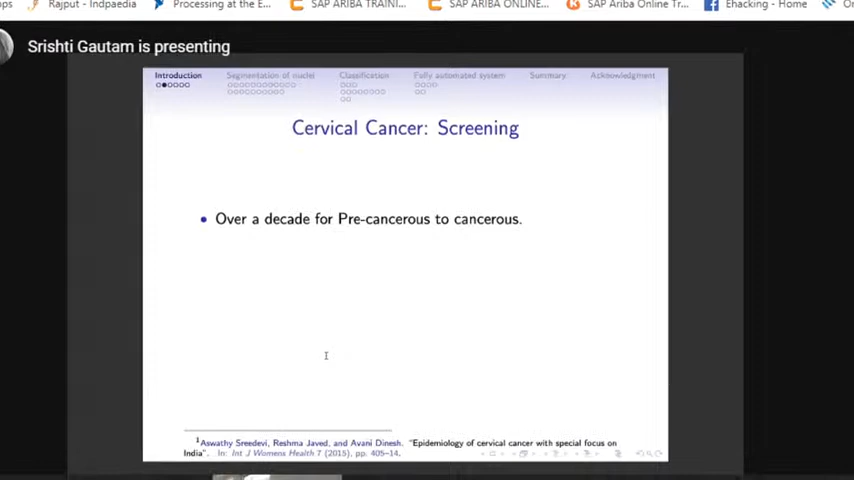 ops Rajput - Indpaedia Processing at the E... SAP ARIBA TRAINI... SAP ARIBA ONLINE... SAP Ariba Online Tr... Ehacking - Home
Srishti Gautam is presenting
Introduction Segmentation of nuclei Classification Fully automated system Summary Acknowledgment
Cervical Cancer: Screening
• Over a decade for Pre-cancerous to cancerous.
1Aswathy Sreedevi, Reshma Javed, and Avani Dinesh. "Epidemiology of cervical cancer with special focus on
India". In: Int J Womens Health 7 (2015), pp. 405–14.